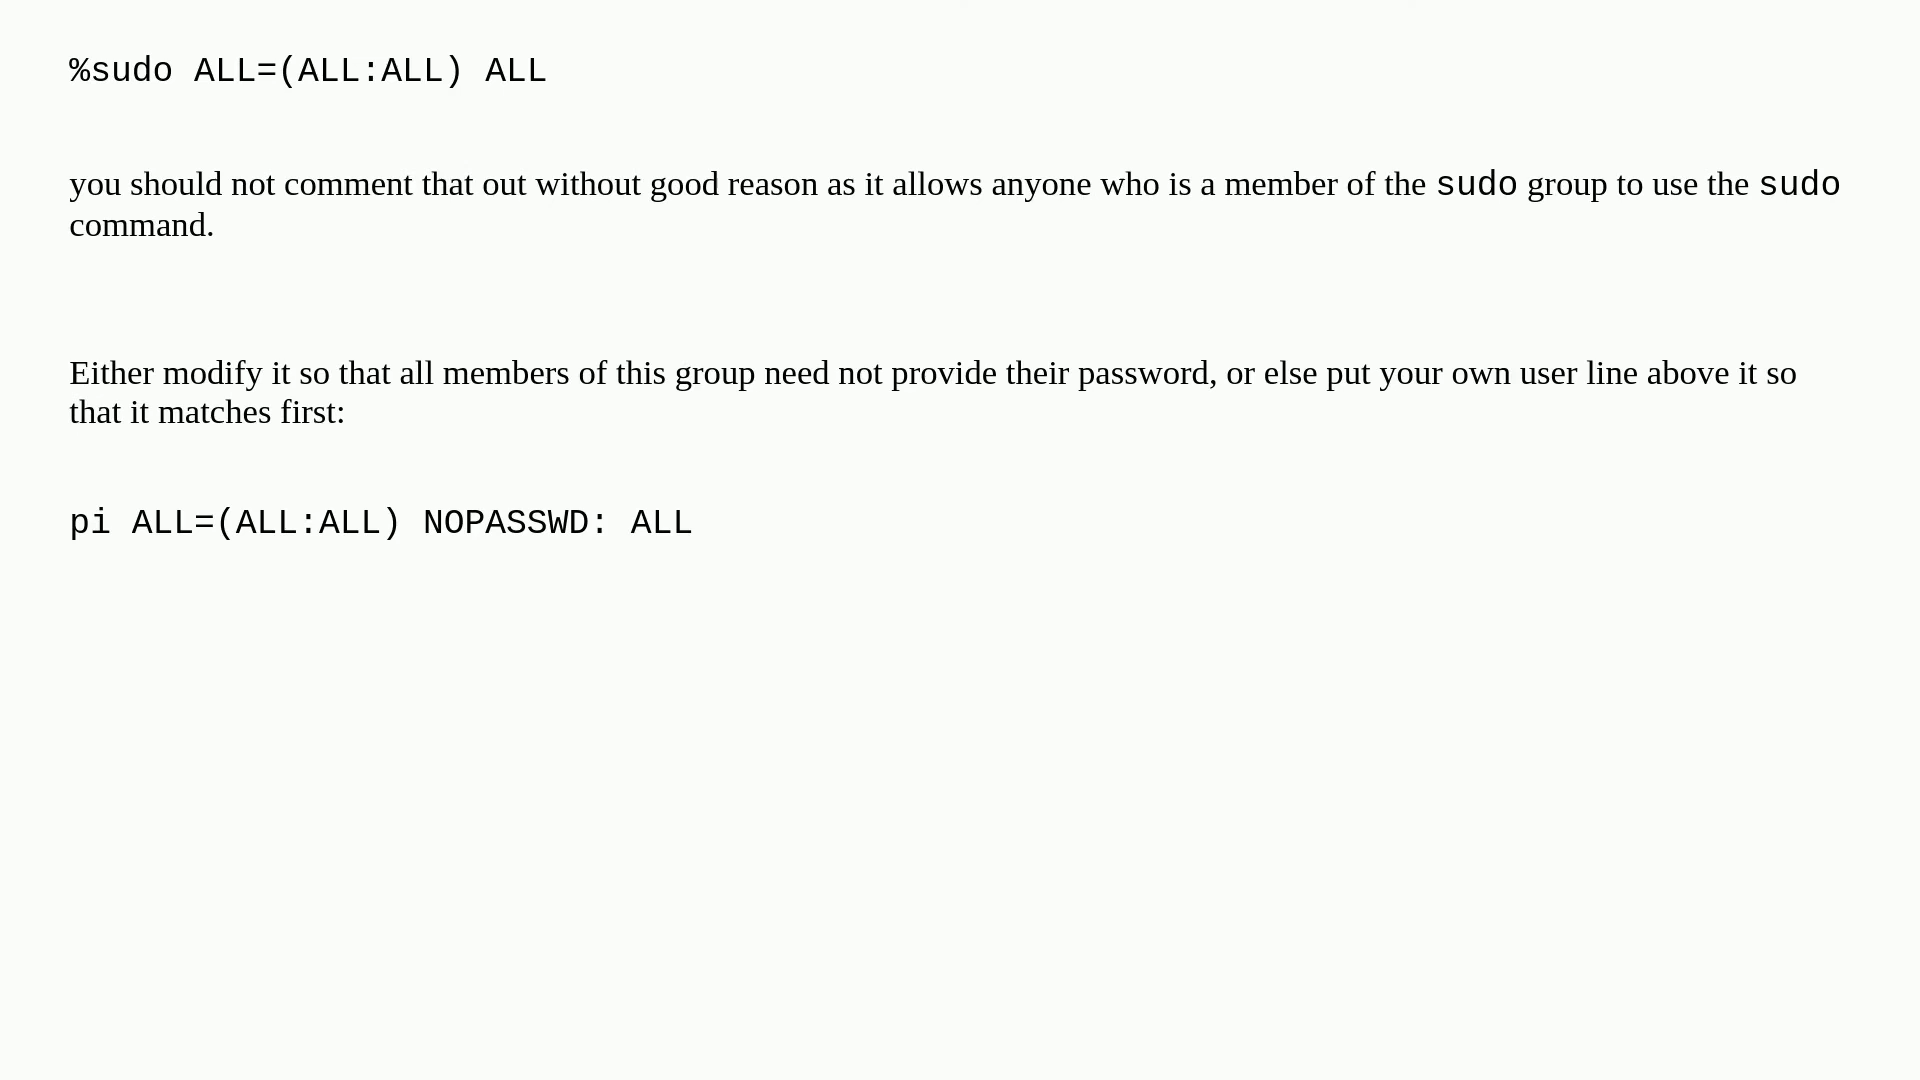 %sudo ALL=(ALL:ALL) ALL
you should not comment that out without good reason as it allows anyone who is a member of the sudo group to use the sudo
command.
Either modify it so that all members of this group need not provide their password, or else put your own user line above it so
that it matches first:
pi ALL=(ALL:ALL) NOPASSWD: ALL